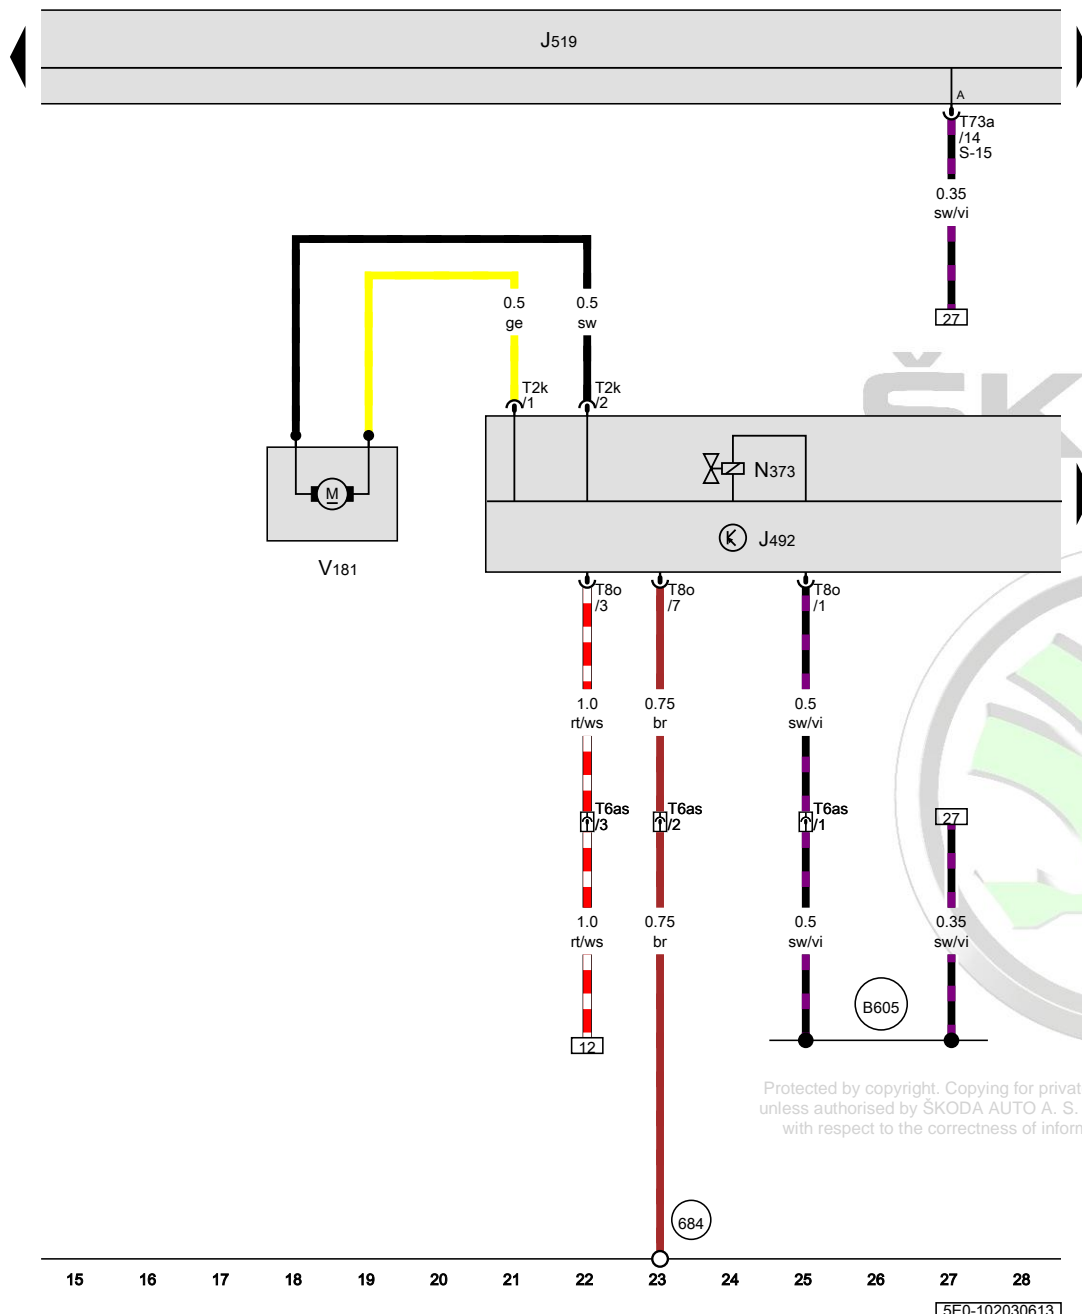 J519
A
T73a
/14
S-15
0.35
sw/vi
27
0.5
ge
0.5
sw
T2k
/1
T2k
/2
ŠK
M
N373
J492
V181
T8o
/3
T8o
/7
T8o
/1
1.0
rt/ws
0.75
br
0.5
sw/vi
T6as
/3
T6as
/2
T6as
/1
27
1.0
rt/ws
0.75
br
0.5
sw/vi
0.35
sw/vi
B605
12
Protected by copyright. Copying for privat
unless authorised by ŠKODA AUTO A. S.
with respect to the correctness of inform
684
15 16 17 18 19 20 21 22 23 24 25 26 27 28
5E0-102030613